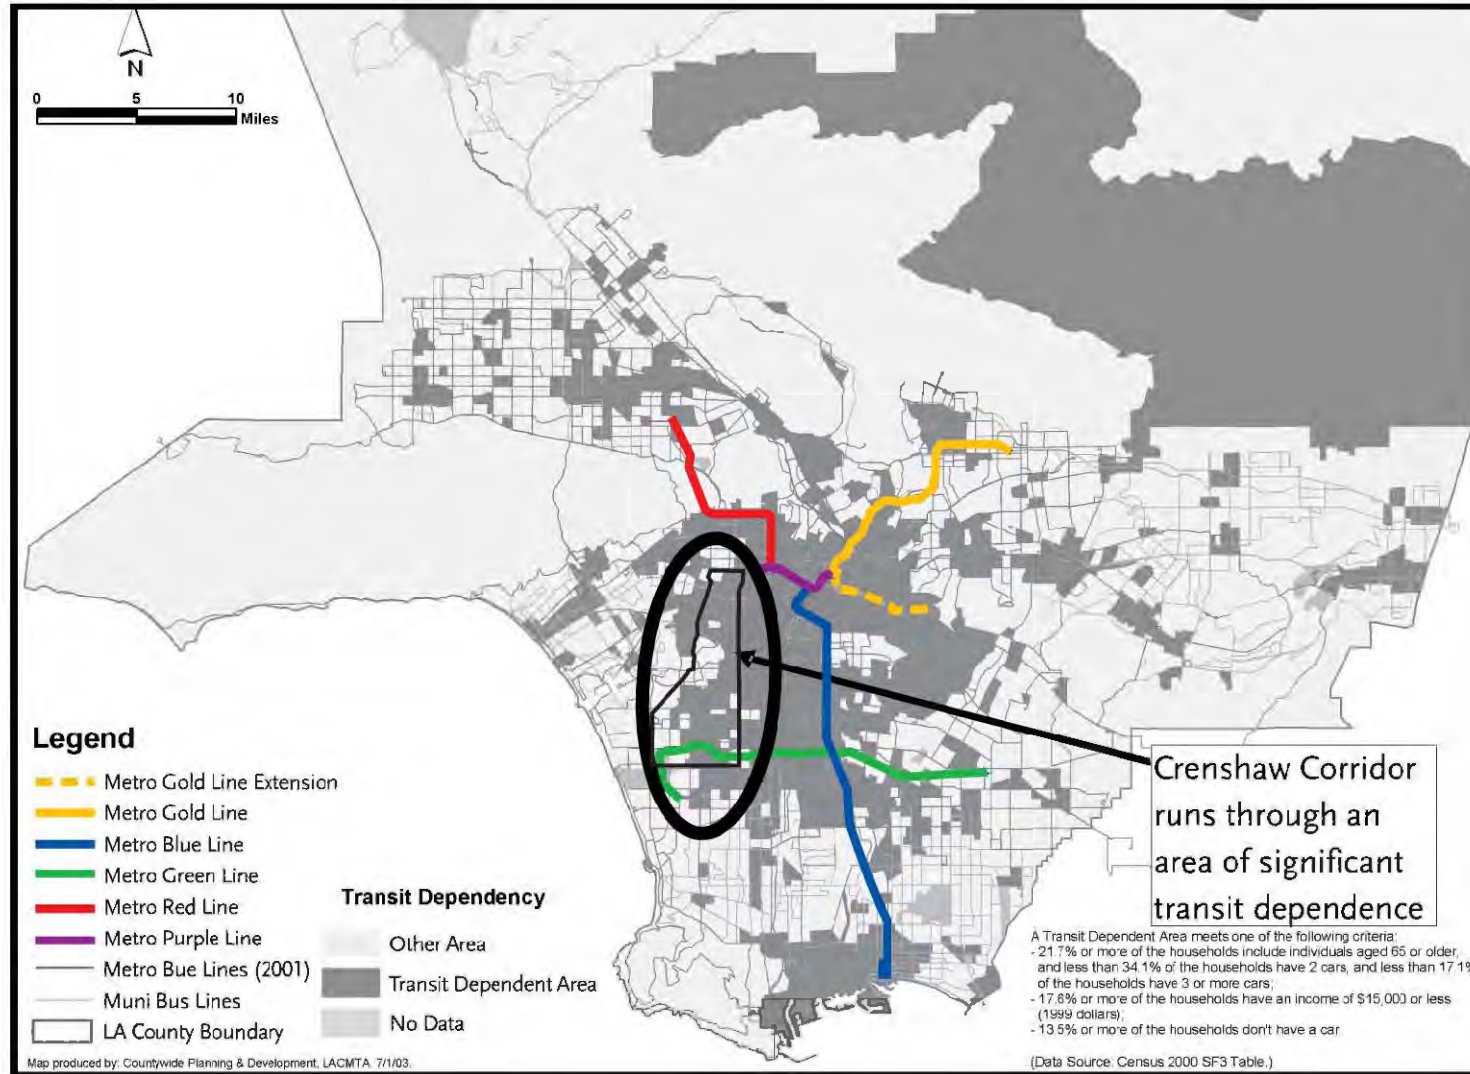 N
0 5 10
Miles
Crenshaw Corridor
runs through an
area of significant
transit dependence
Legend
Metro Gold Line Extension
Metro Gold Line
Metro Blue Line
Metro Green Line
Metro Red Line
Metro Purple Line
Metro Bue Lines (2001)
Muni Bus Lines
LA County Boundary
Transit Dependency
Other Area
Transit Dependent Area
No Data
A Transit Dependent Area meets one of the following criteria:
- 21.7% or more of the households include individuals aged 65 or older,
and less than 34.1% of the households have 2 cars, and less than 17.1%
of the households have 3 or more cars;
- 17.6% or more of the households have an income of $15,000 or less
(1999 dollars);
- 13.5% or more of the households don't have a car
(Data Source: Census 2000 SF3 Table.)
Map produced by: Countywide Planning & Development, LACMTA. 7/1/03.